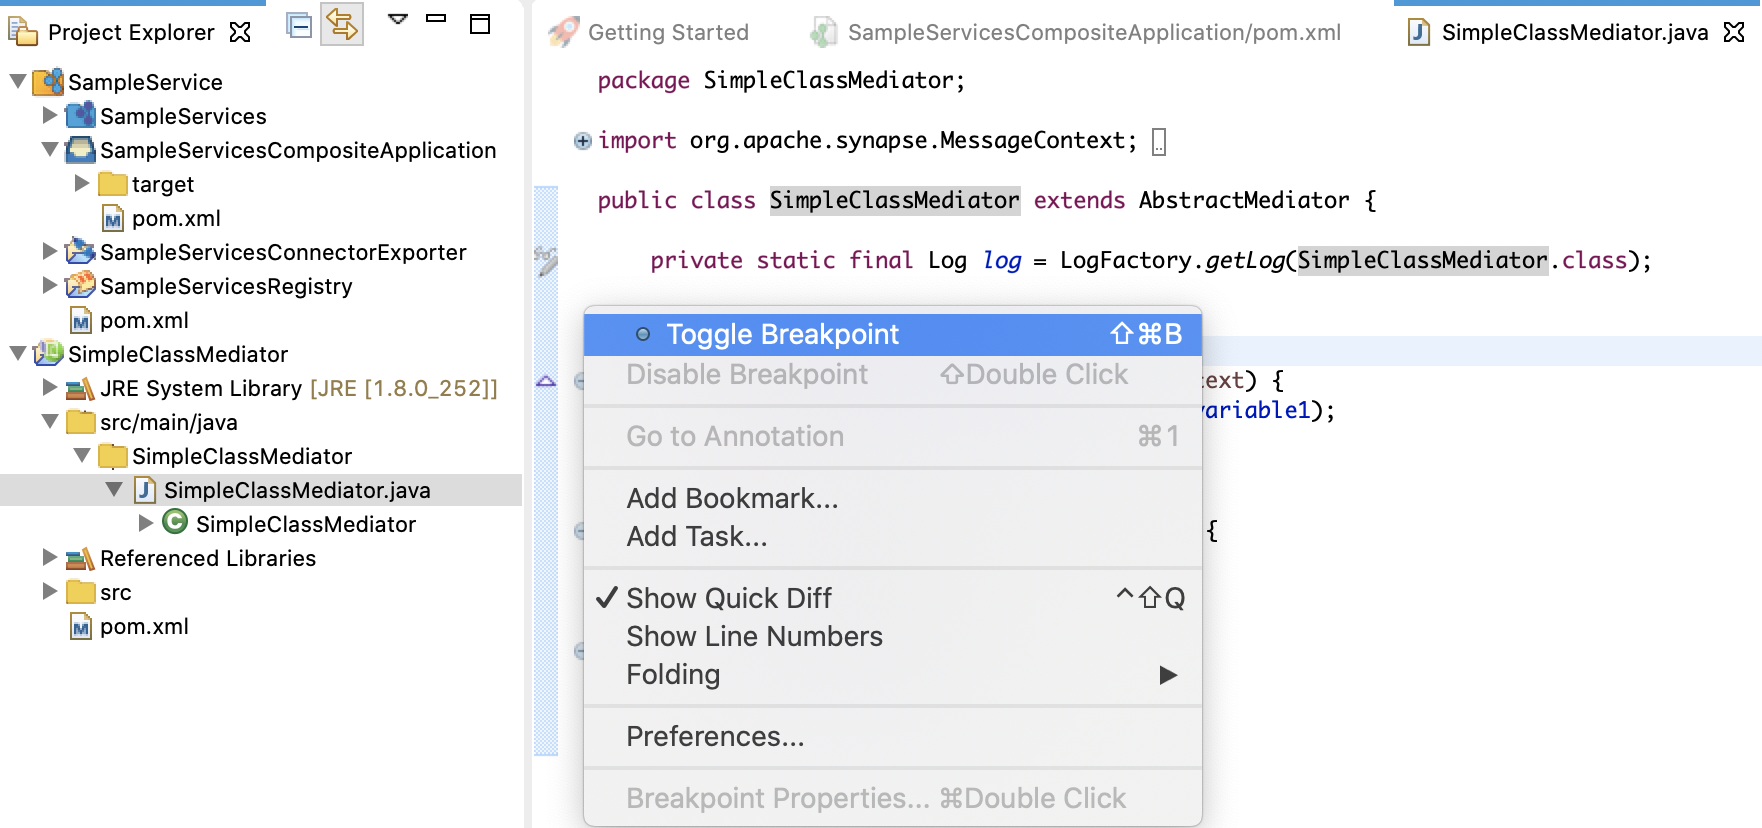 Project Explorer
SampleService
SampleServices
SampleServicesCompositeApplication
target
pom.xml
SampleServicesConnectorExporter
SampleServicesRegistry
pom.xml
SimpleClassMediator
JRE System Library [JRE [1.8.0_252]]
src/main/java
SimpleClassMediator
SimpleClassMediator.java
SimpleClassMediator
Referenced Libraries
src
pom.xml
Getting Started
SampleServicesCompositeApplication/pom.xml
SimpleClassMediator.java
package SimpleClassMediator;
import org.apache.synapse.MessageContext;
public class SimpleClassMediator extends AbstractMediator {
private static final Log log = LogFactory.getLog(SimpleClassMediator.class);
ext) {
variable1);
{
Toggle Breakpoint ⇧⌘B
Disable Breakpoint ⇧Double Click
Go to Annotation ⌘1
Add Bookmark...
Add Task...
✓ Show Quick Diff ^⇧Q
Show Line Numbers
Folding ▶
Preferences...
Breakpoint Properties... ⌘Double Click